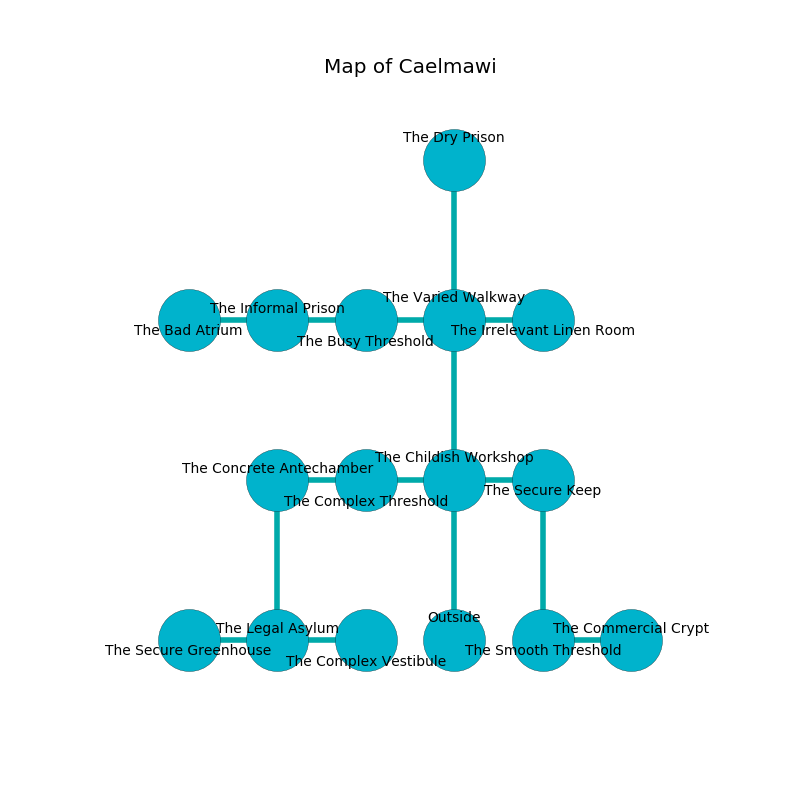 Map of Caelmawi
The Dry Prison
The Varied Walkway
The Informal Prison
The Bad Atrium
The Irrelevant Linen Room
The Busy Threshold
The Childish Workshop
The Concrete Antechamber
The Secure Keep
The Complex Threshold
Outside
The Legal Asylum
The Commercial Crypt
The Secure Greenhouse
The Smooth Threshold
The Complex Vestibule